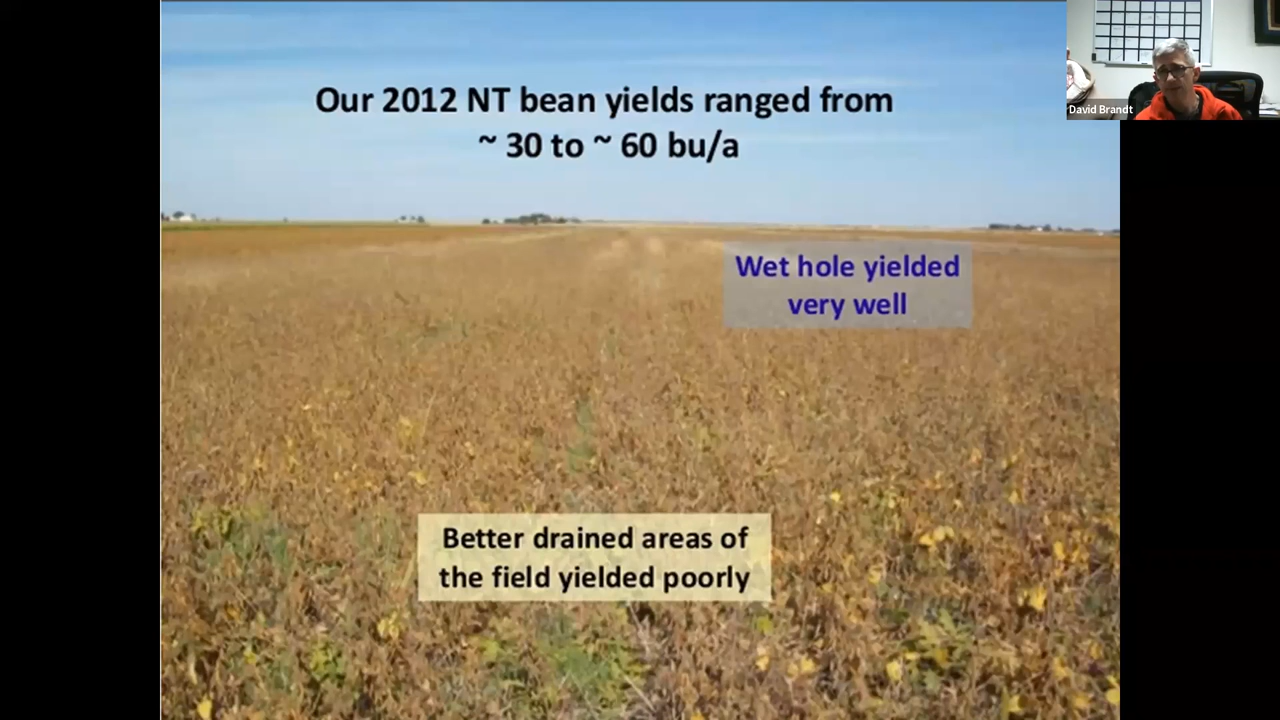 Our 2012 NT bean yields ranged from
~ 30 to ~ 60 bu/a
David Brandt
Wet hole yielded
very well
Better drained areas of
the field yielded poorly